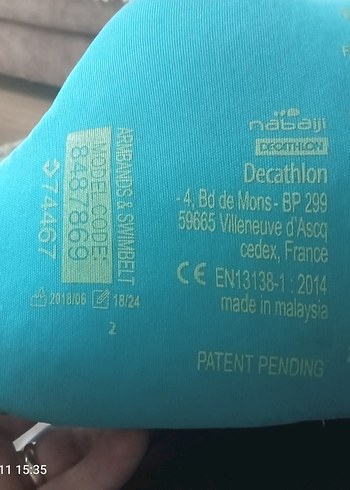 nabaiji
DECATHLON
Decathlon
- 4, Bd de Mons - BP 299
59665 Villeneuve d'Ascq
cedex, France
CE EN13138-1 : 2014
made in malaysia
PATENT PENDING
ARMBANDS & SWIMBELT
MODEL CODE:
8487869
74467
2018/06 18/24
2
11 15:35